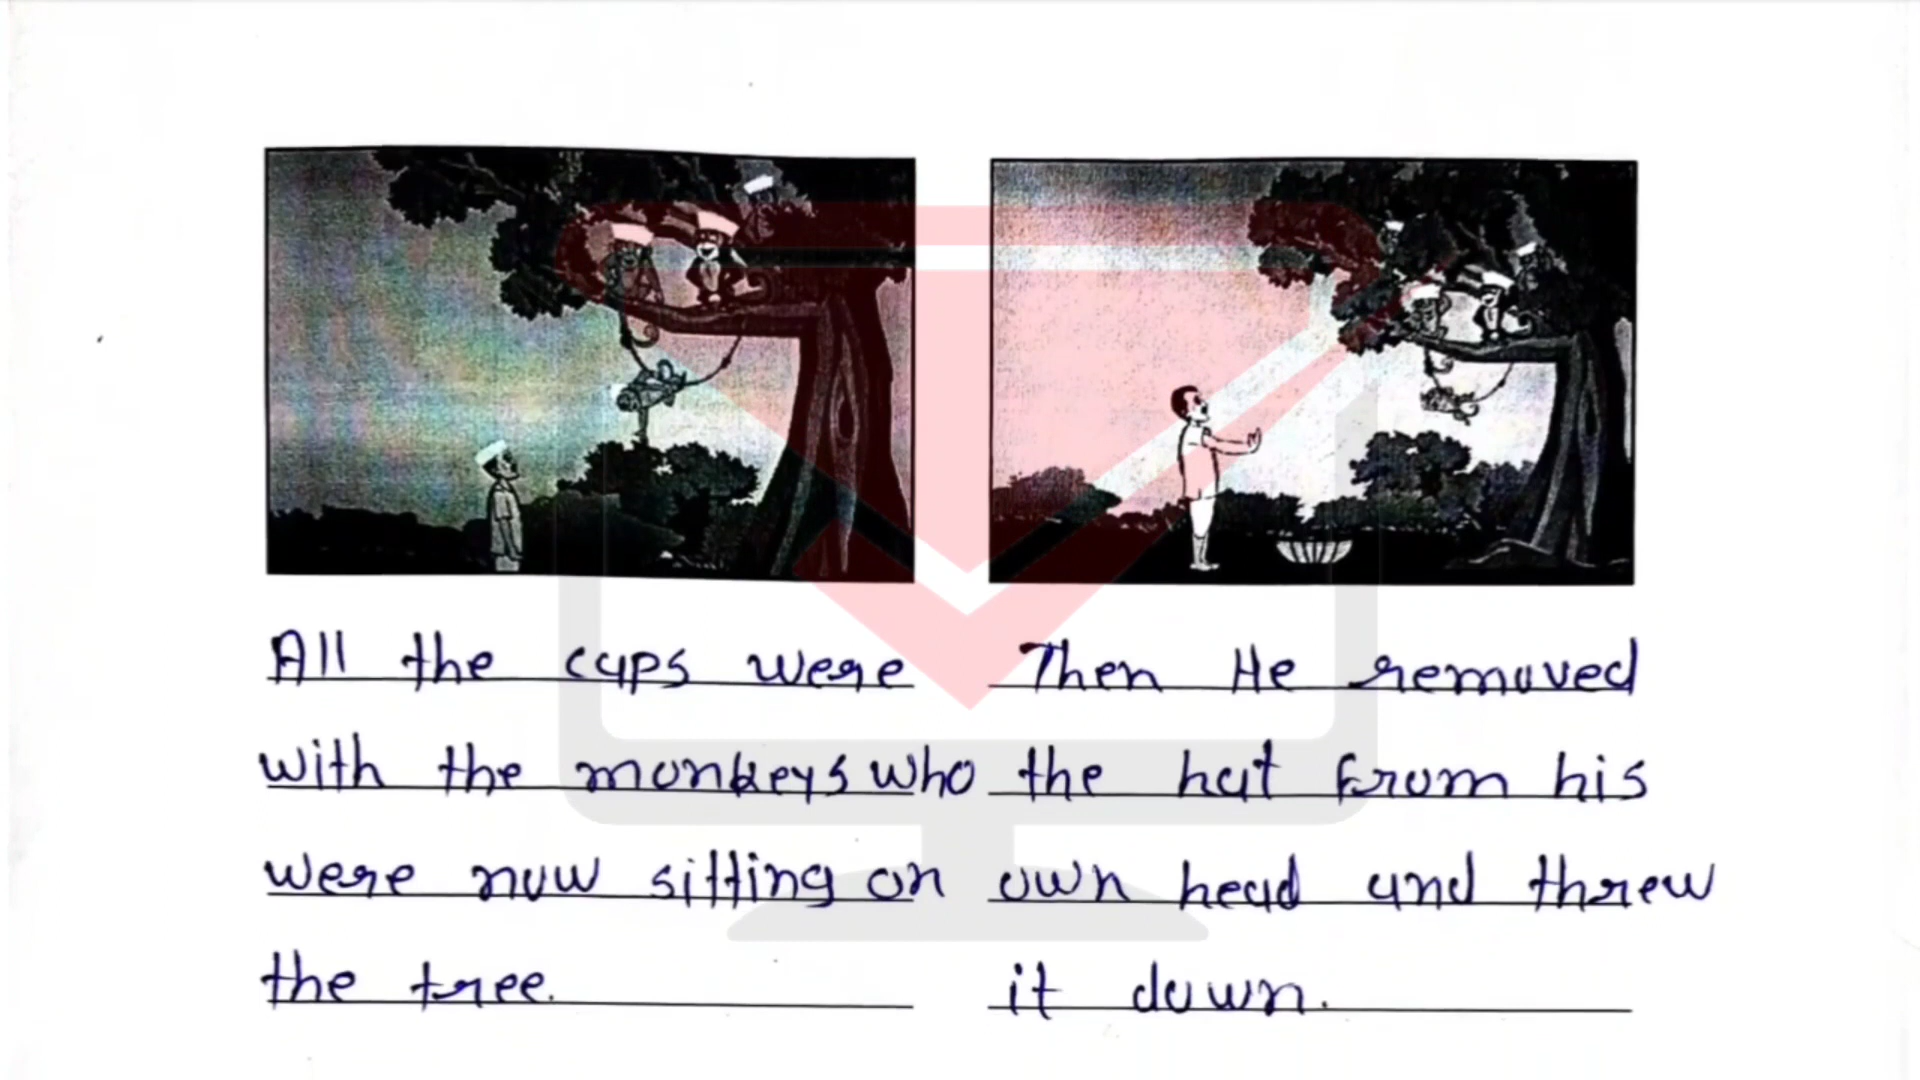 All the caps were
with the monkeys who
were now sitting on
the tree.
Then He removed
the hat from his
own head and threw
it down.